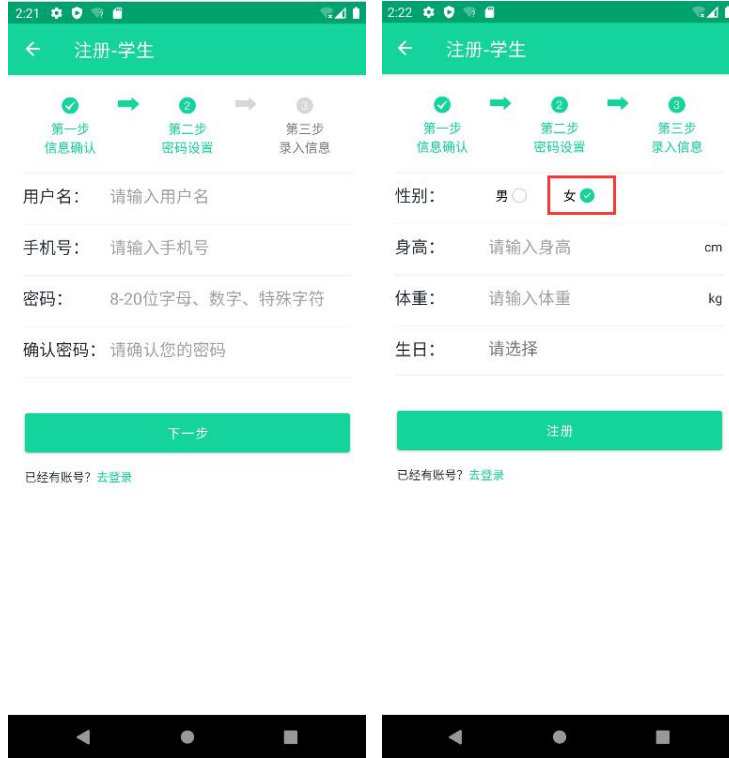 2:21
注册-学生
2 3
第一步 第二步 第三步
信息确认 密码设置 录入信息
用户名： 请输入用户名
手机号： 请输入手机号
密码： 8-20位字母、数字、特殊字符
确认密码： 请确认您的密码
下一步
已经有账号？去登录
2:22
注册-学生
2 3
第一步 第二步 第三步
信息确认 密码设置 录入信息
性别： 男 女
身高： 请输入身高 cm
体重： 请输入体重 kg
生日： 请选择
注册
已经有账号？去登录